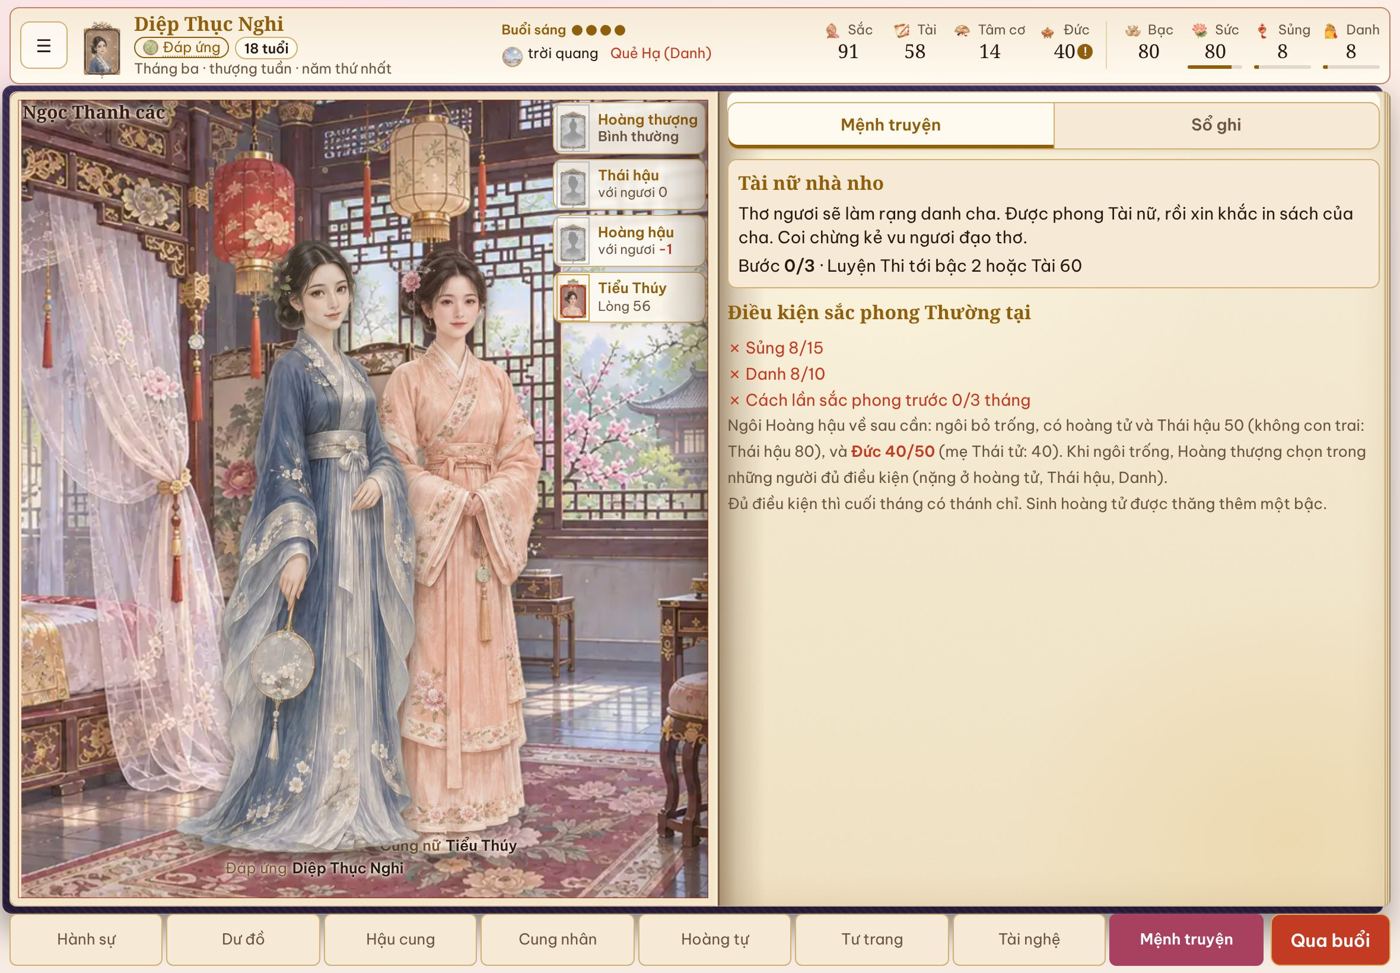 ☰
Diệp Thục Nghi
Đáp ứng 18 tuổi
Tháng ba · thượng tuần · năm thứ nhất
Buổi sáng
trời quang Quẻ Hạ (Danh)
Sắc 91
Tài 58
Tâm cơ 14
Đức 40 !
Bạc 80
Sức 80
Sủng 8
Danh 8
Ngọc Thanh các
Hoàng thượng
Bình thường
Thái hậu
với ngươi 0
Hoàng hậu
với ngươi -1
Tiểu Thúy
Lòng 56
Cung nữ Tiểu Thúy
Đáp ứng Diệp Thục Nghi
Mệnh truyện
Sổ ghi
Tài nữ nhà nho
Thơ ngươi sẽ làm rạng danh cha. Được phong Tài nữ, rồi xin khắc in sách của
cha. Coi chừng kẻ vu ngươi đạo thơ.
Bước 0/3 · Luyện Thi tới bậc 2 hoặc Tài 60
Điều kiện sắc phong Thường tại
× Sủng 8/15
× Danh 8/10
× Cách lần sắc phong trước 0/3 tháng
Ngôi Hoàng hậu về sau cần: ngôi bỏ trống, có hoàng tử và Thái hậu 50 (không con trai:
Thái hậu 80), và Đức 40/50 (mẹ Thái tử: 40). Khi ngôi trống, Hoàng thượng chọn trong
những người đủ điều kiện (nặng ở hoàng tử, Thái hậu, Danh).
Đủ điều kiện thì cuối tháng có thánh chỉ. Sinh hoàng tử được thăng thêm một bậc.
Hành sự
Dư đồ
Hậu cung
Cung nhân
Hoàng tự
Tư trang
Tài nghệ
Mệnh truyện
Qua buổi